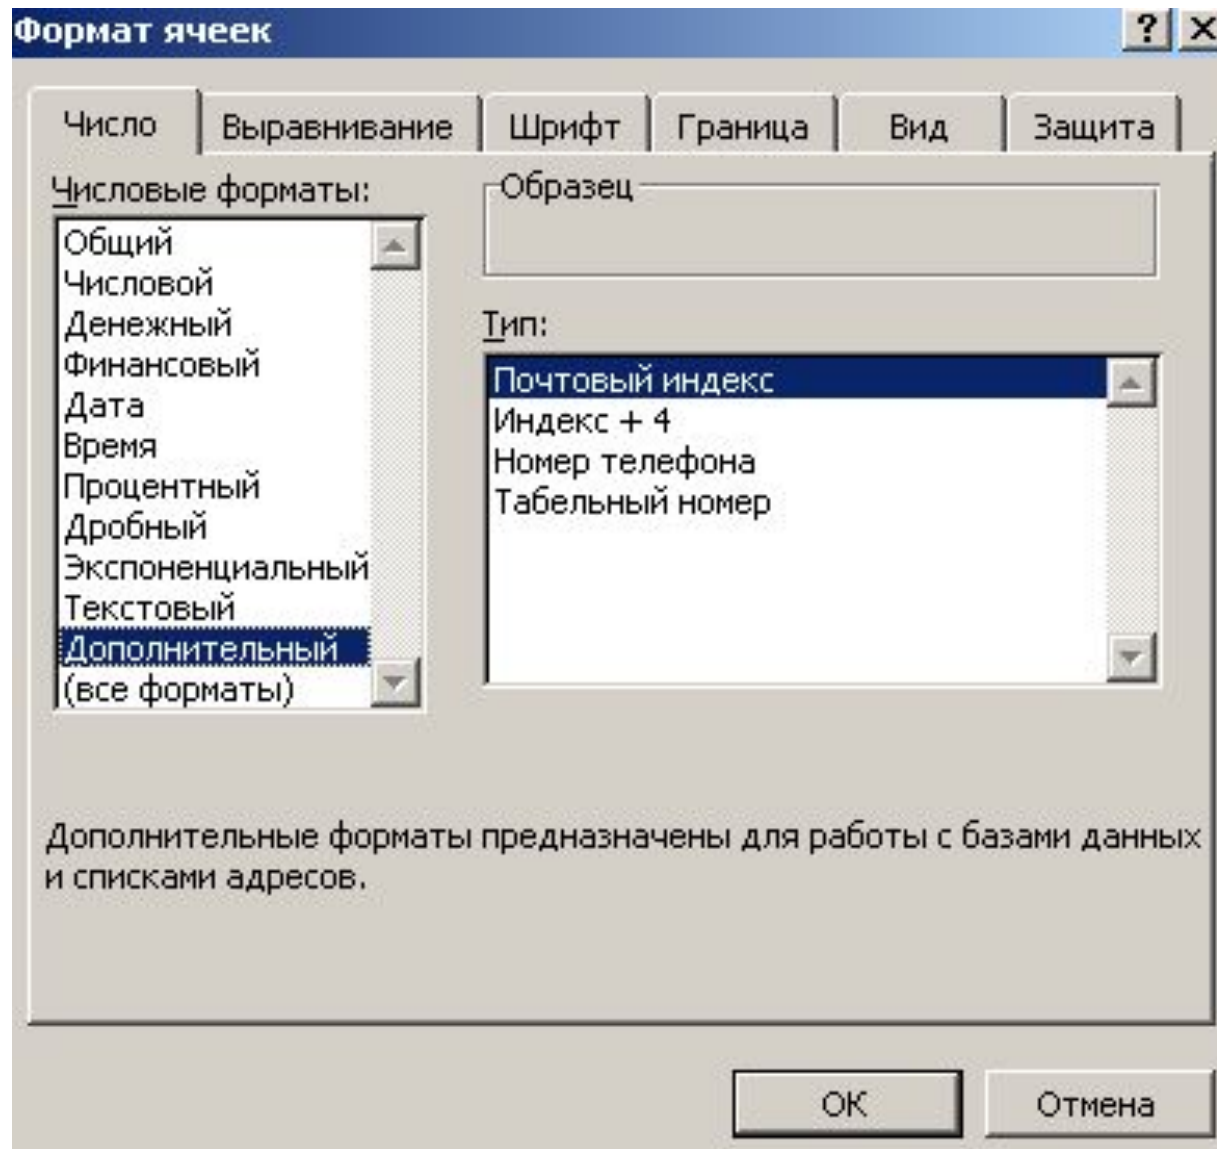 Формат ячеек
Число
Выравнивание
Шрифт
Граница
Вид
Защита
Числовые форматы:
Общий
Числовой
Денежный
Финансовый
Дата
Время
Процентный
Дробный
Экспоненциальный
Текстовый
Дополнительный
(все форматы)
Образец
Тип:
Почтовый индекс
Индекс + 4
Номер телефона
Табельный номер
Дополнительные форматы предназначены для работы с базами данных
и списками адресов.
ОК
Отмена